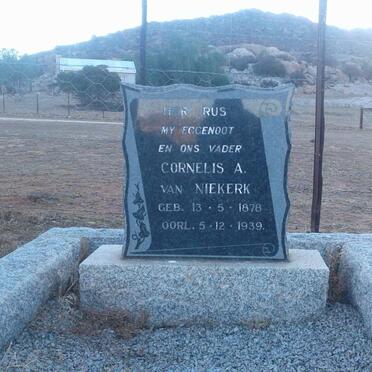 HIER RUS
MY EGGENOOT
EN ONS VADER
CORNELIS A.
VAN NIEKERK
GEB. 13-5-1878
OORL. 5-12-1939.